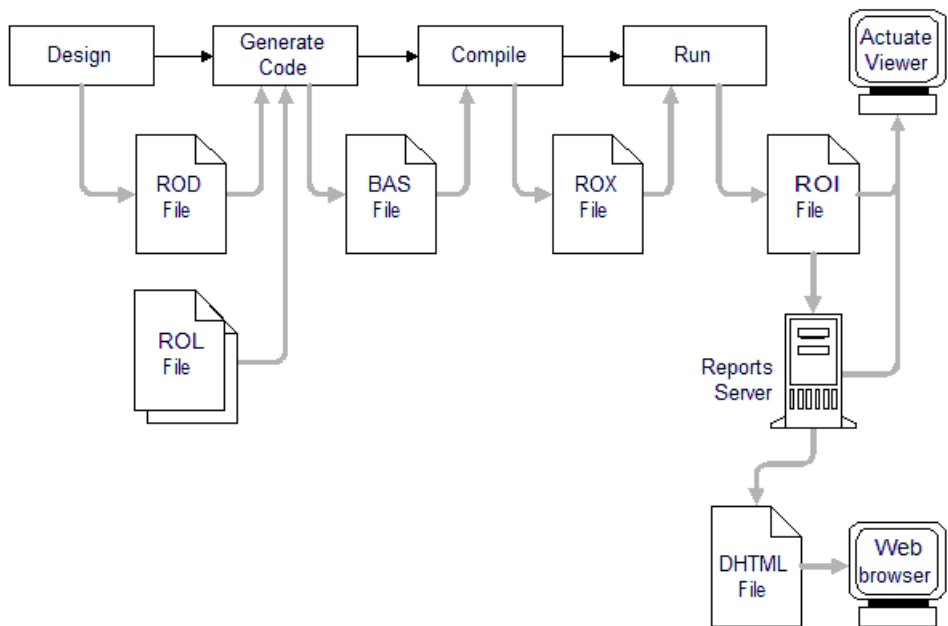 Design
Generate
Code
Compile
Run
Actuate
Viewer
ROD
File
BAS
File
ROX
File
ROI
File
ROL
File
Reports
Server
DHTML
File
Web
browser